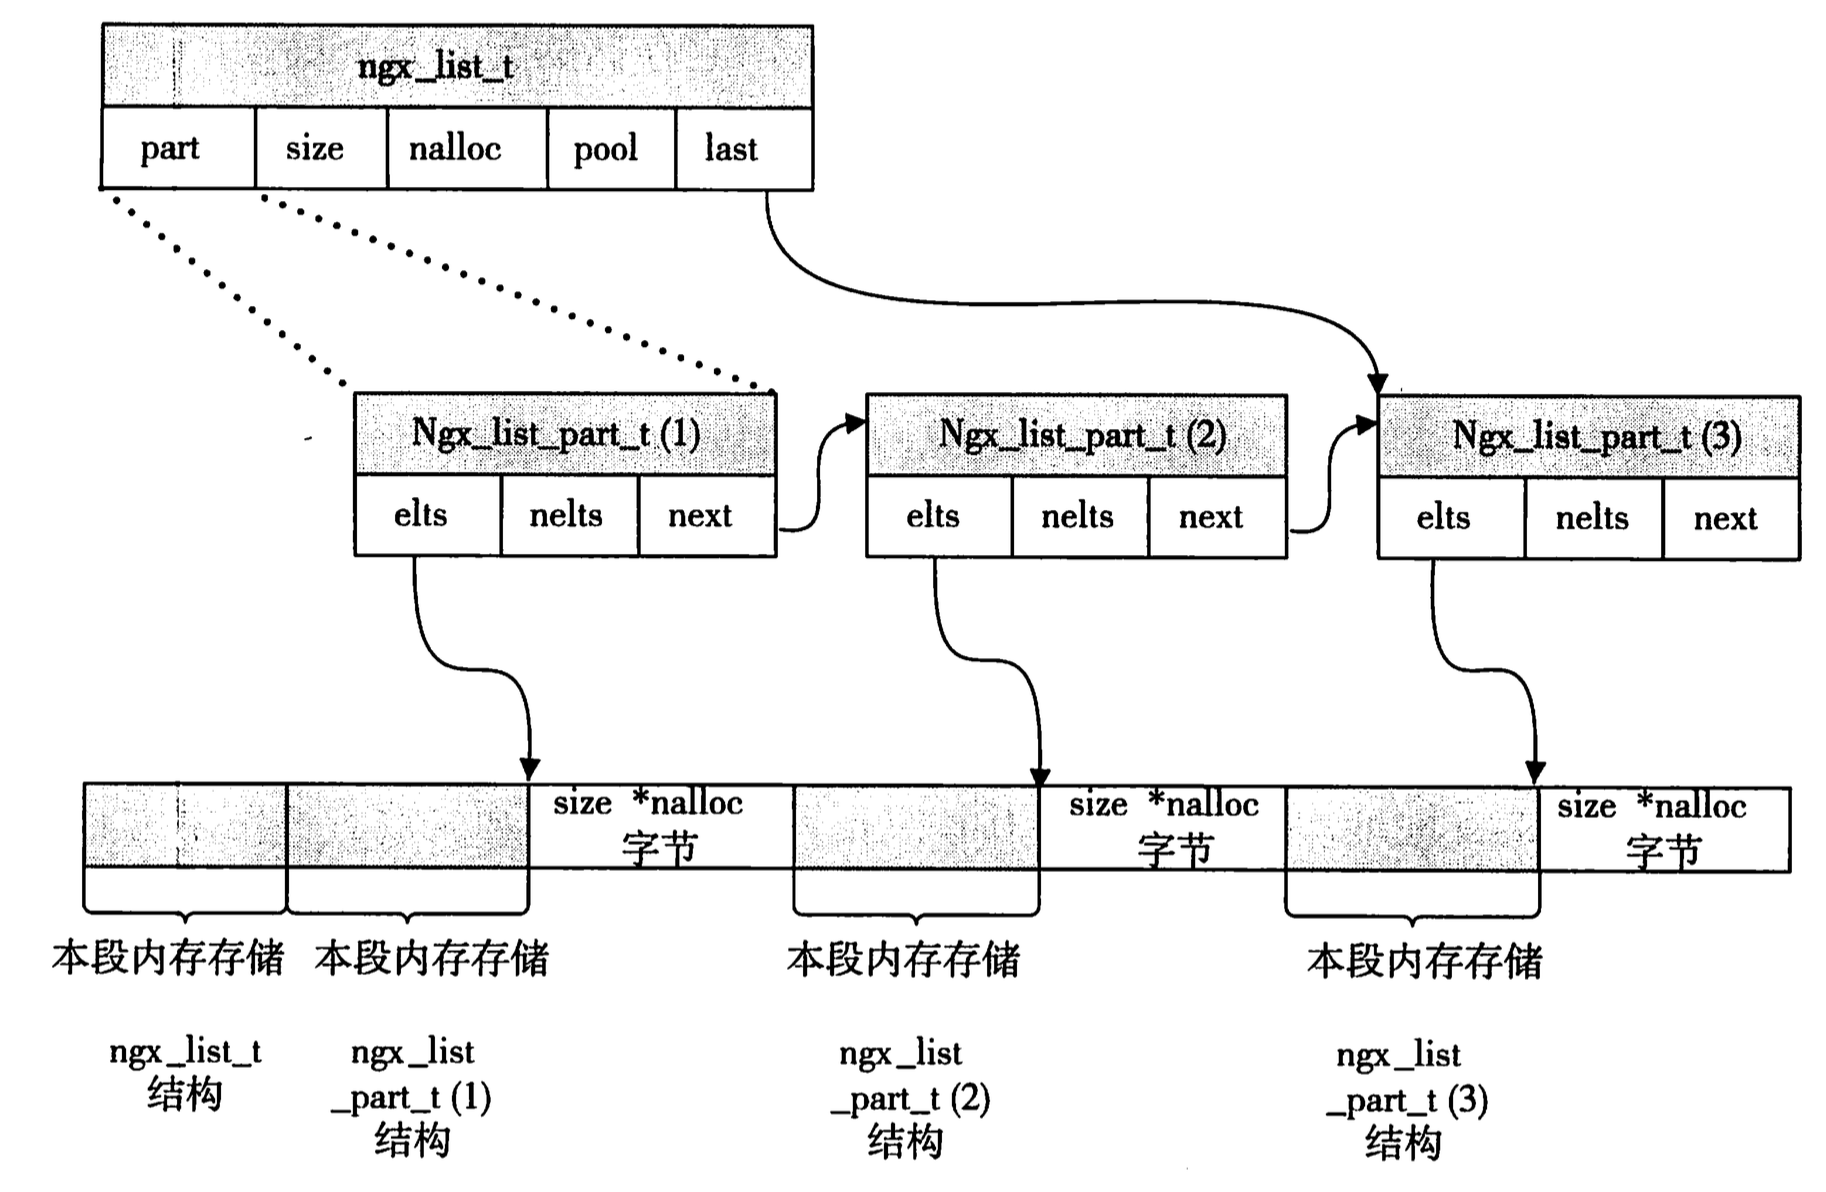 ngx_list_t
part size nalloc pool last
Ngx_list_part_t (1) Ngx_list_part_t (2) Ngx_list_part_t (3)
elts nelts next elts nelts next elts nelts next
size *nalloc size *nalloc size *nalloc
字节 字节 字节
本段内存存储 本段内存存储 本段内存存储 本段内存存储
ngx_list_t ngx_list ngx_list ngx_list
结构 _part_t (1) _part_t (2) _part_t (3)
结构 结构 结构